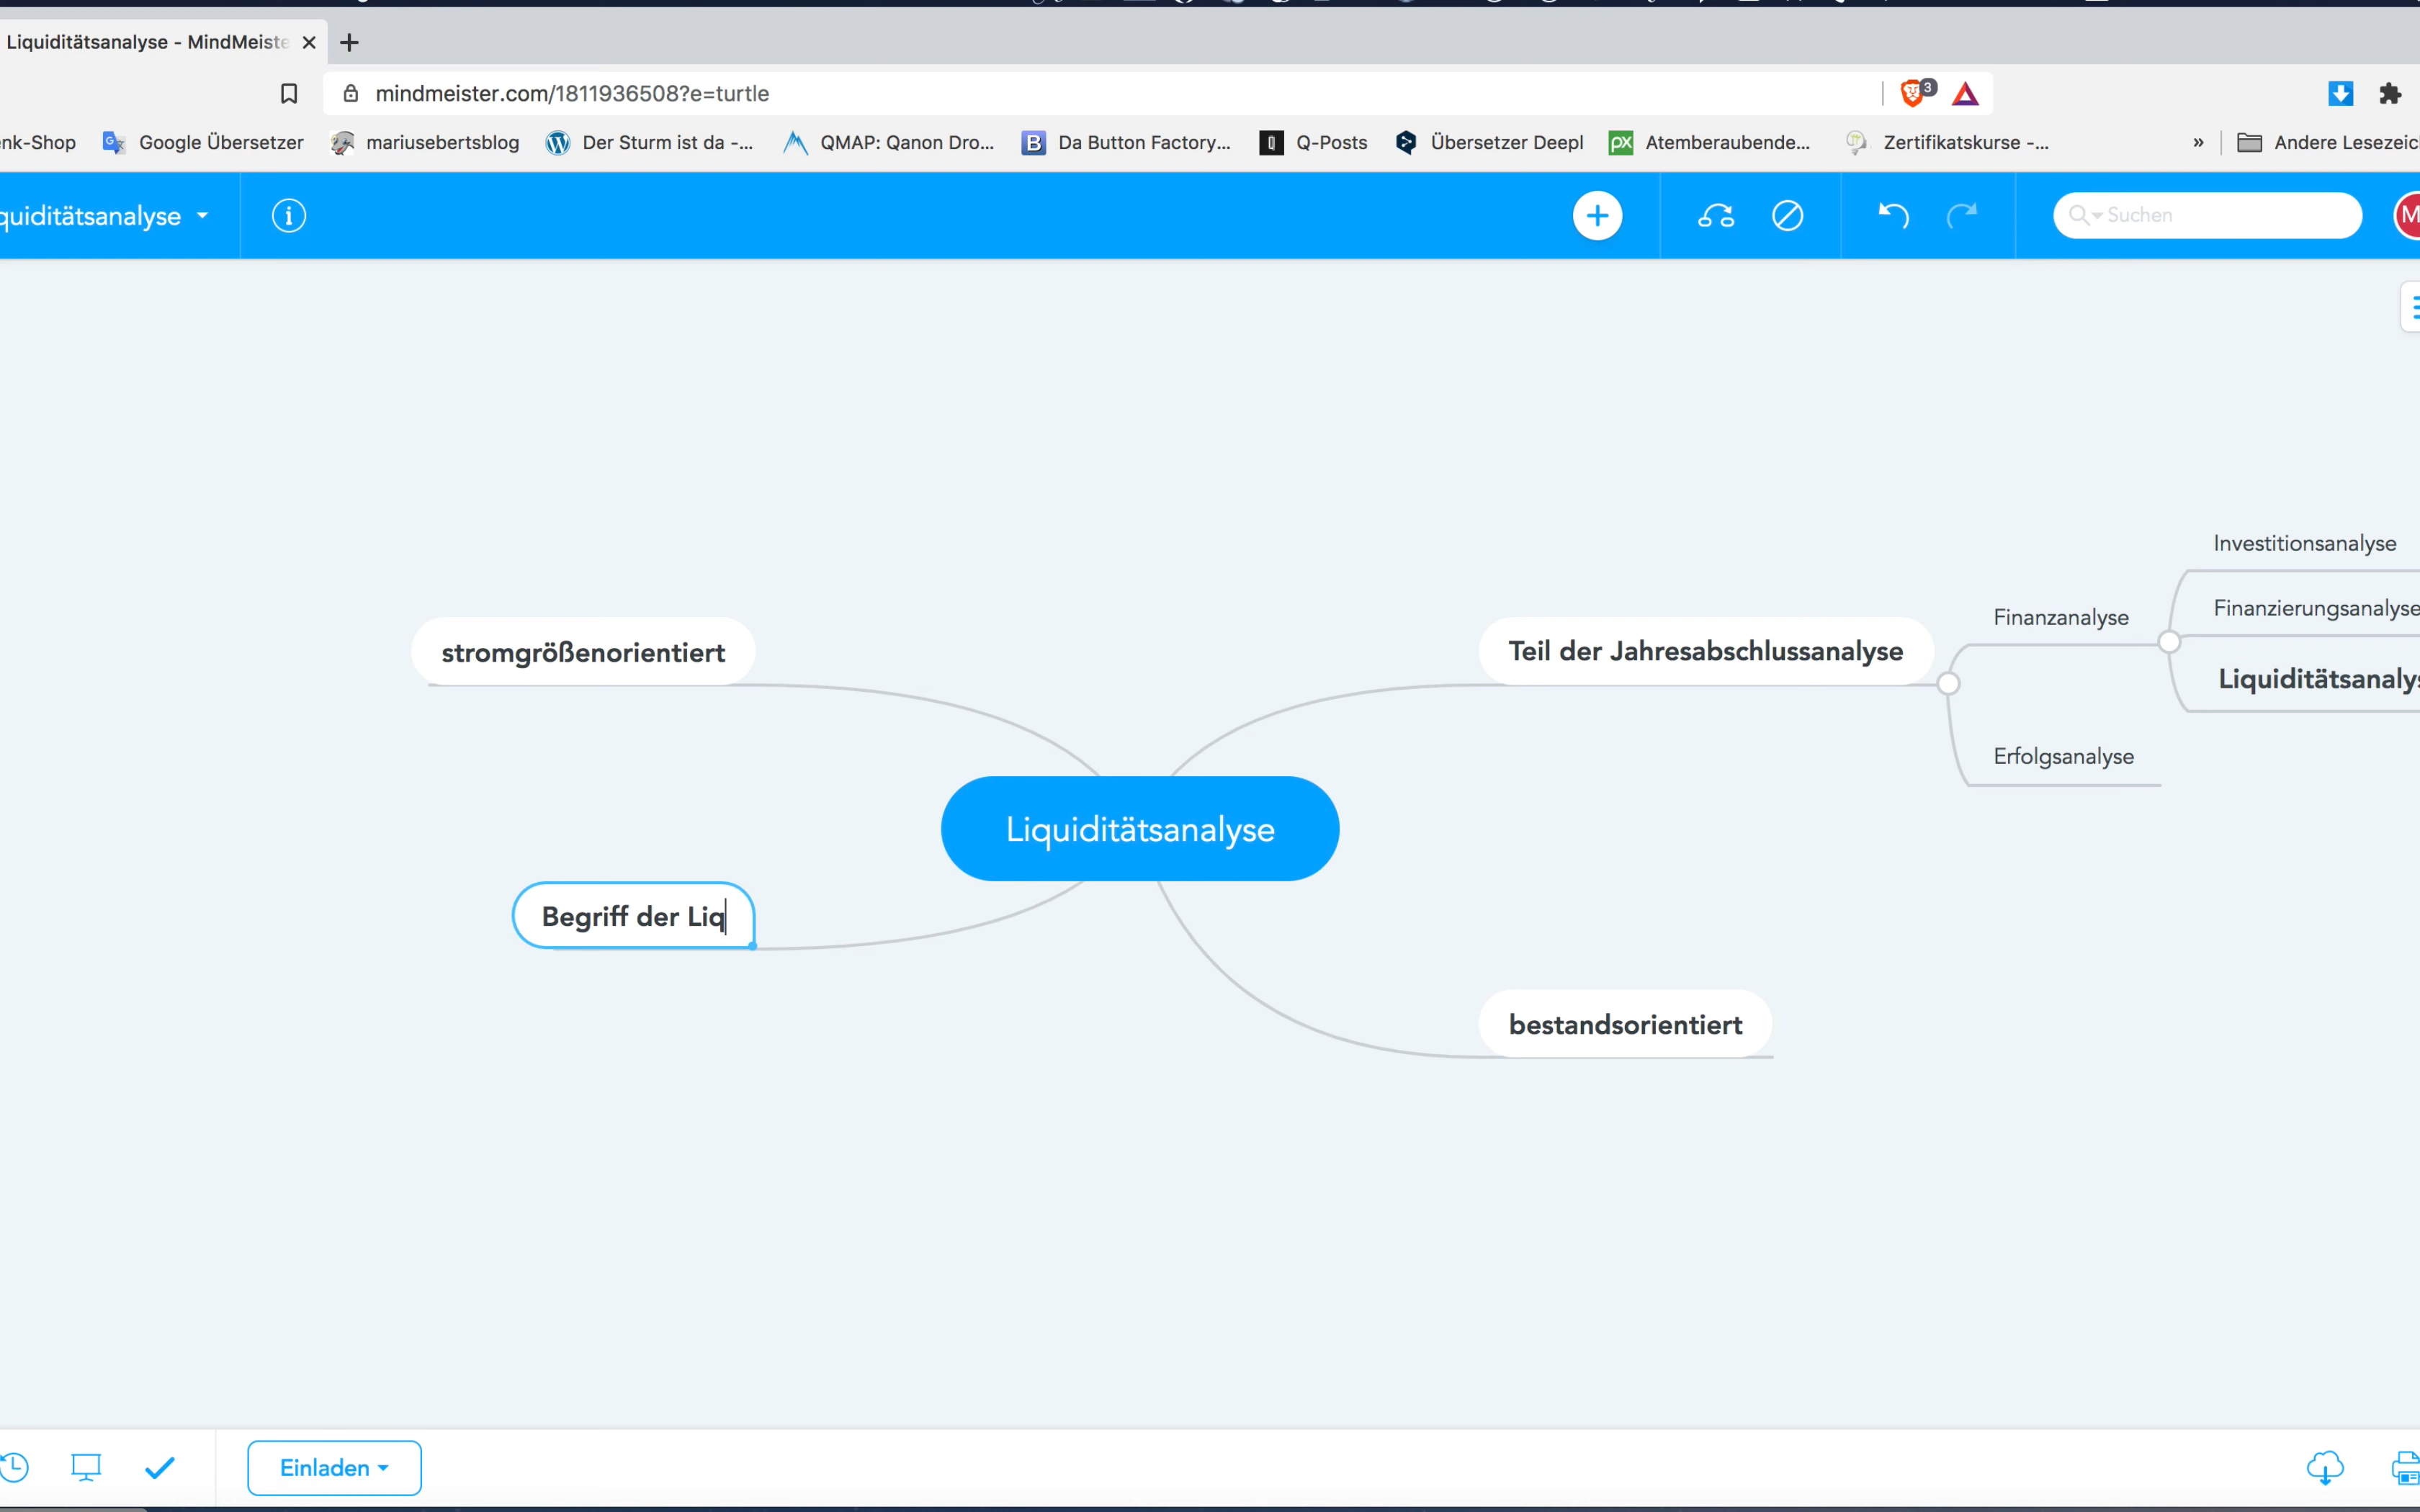 Liquiditätsanalyse - MindMeiste
mindmeister.com/1811936508?e=turtle
3
nk-Shop
Google Übersetzer
mariusebertsblog
Der Sturm ist da -...
QMAP: Qanon Dro...
Da Button Factory...
Q-Posts
Übersetzer Deepl
Atemberaubende...
Zertifikatskurse -...
»
Andere Lesezeic
quiditätsanalyse
Suchen
M
Investitionsanalyse
Finanzanalyse
Finanzierungsanalyse
stromgrößenorientiert
Teil der Jahresabschlussanalyse
Liquiditätsanalys
Erfolgsanalyse
Liquiditätsanalyse
Begriff der Liq
bestandsorientiert
Einladen